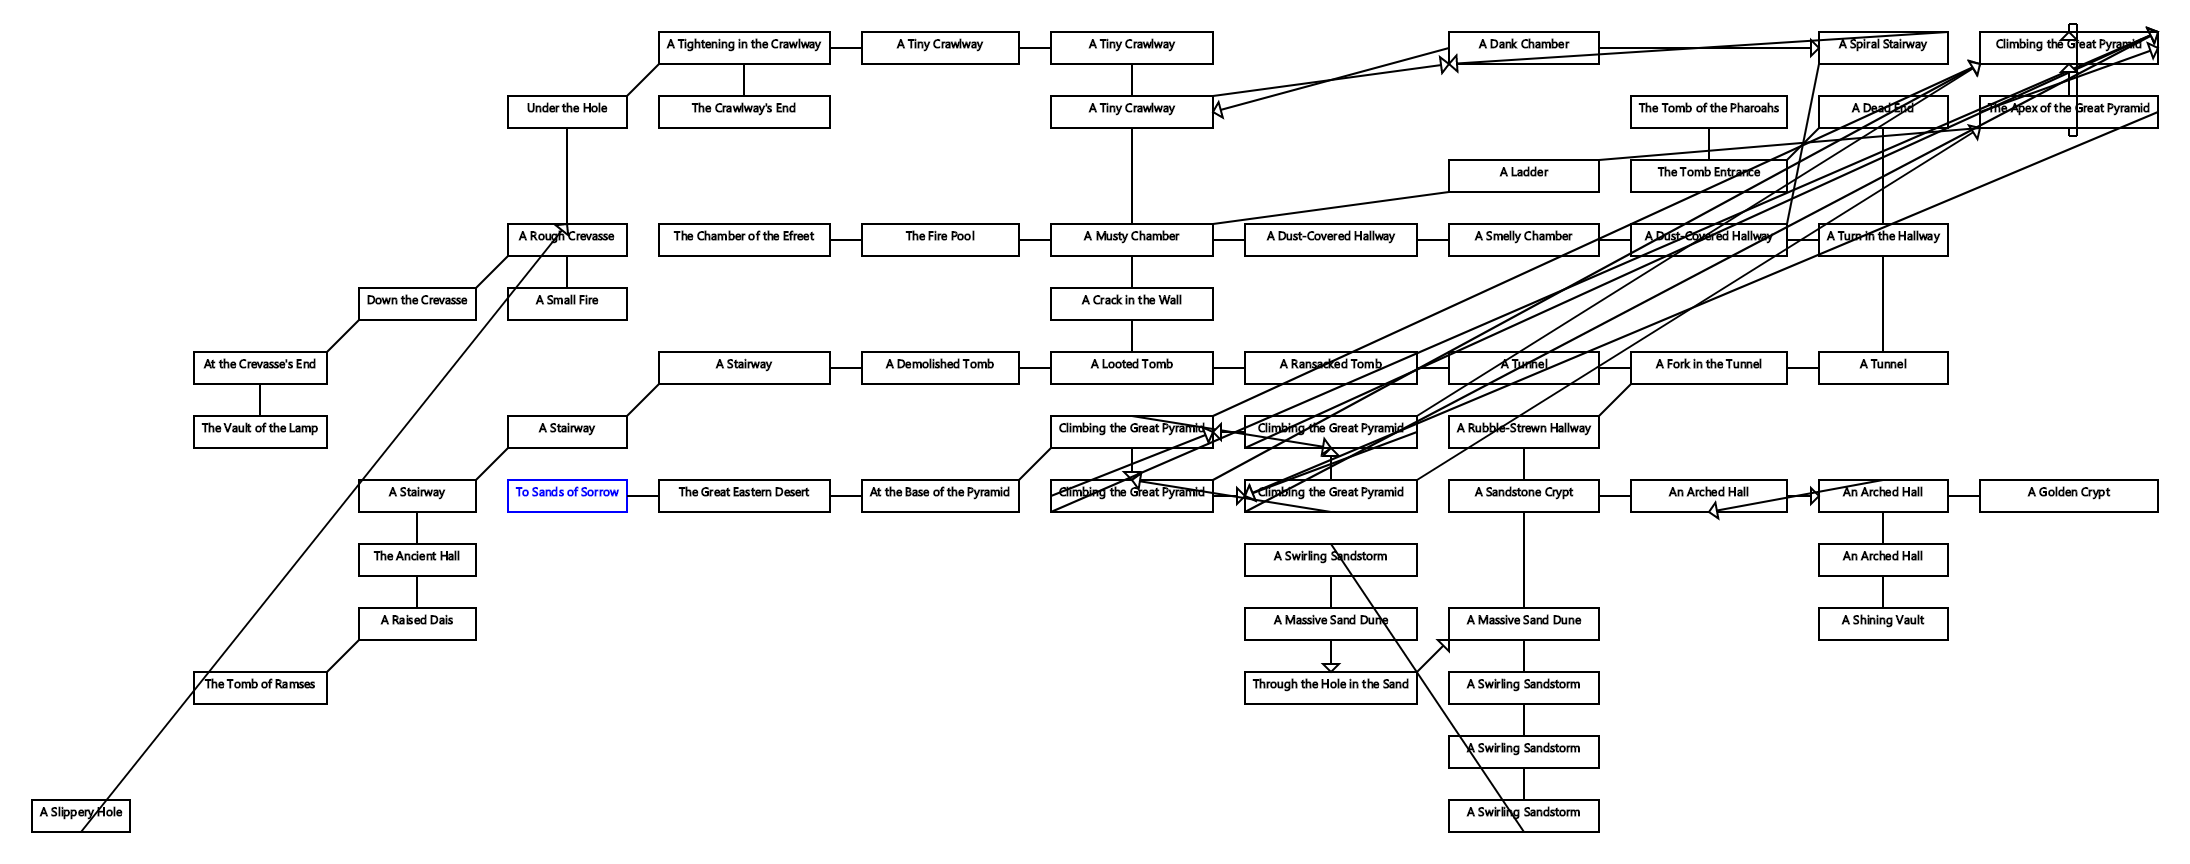 A Tightening in the Crawlway
A Tiny Crawlway
A Tiny Crawlway
A Dank Chamber
A Spiral Stairway
Climbing the Great Pyramid
Under the Hole
The Crawlway's End
A Tiny Crawlway
The Tomb of the Pharoahs
A Dead End
The Apex of the Great Pyramid
A Ladder
The Tomb Entrance
A Rough Crevasse
The Chamber of the Efreet
The Fire Pool
A Musty Chamber
A Dust-Covered Hallway
A Smelly Chamber
A Dust-Covered Hallway
A Turn in the Hallway
Down the Crevasse
A Small Fire
A Crack in the Wall
At the Crevasse's End
A Stairway
A Demolished Tomb
A Looted Tomb
A Ransacked Tomb
A Tunnel
A Fork in the Tunnel
A Tunnel
The Vault of the Lamp
A Stairway
Climbing the Great Pyramid
Climbing the Great Pyramid
A Rubble-Strewn Hallway
A Stairway
To Sands of Sorrow
The Great Eastern Desert
At the Base of the Pyramid
Climbing the Great Pyramid
Climbing the Great Pyramid
A Sandstone Crypt
An Arched Hall
An Arched Hall
A Golden Crypt
The Ancient Hall
A Swirling Sandstorm
An Arched Hall
A Raised Dais
A Massive Sand Dune
A Massive Sand Dune
A Shining Vault
The Tomb of Ramses
Through the Hole in the Sand
A Swirling Sandstorm
A Swirling Sandstorm
A Slippery Hole
A Swirling Sandstorm